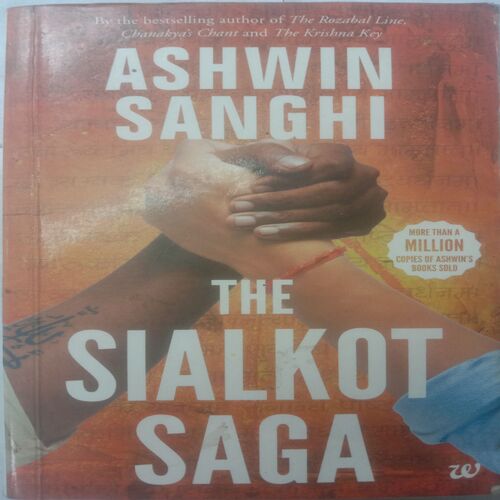 By the bestselling author of The Rozabal Line,
Chanakya's Chant and The Krishna Key
ASHWIN
SANGHI
MORE THAN A
MILLION
COPIES OF ASHWIN'S
BOOKS SOLD
THE
SIALKOT
SAGA
w